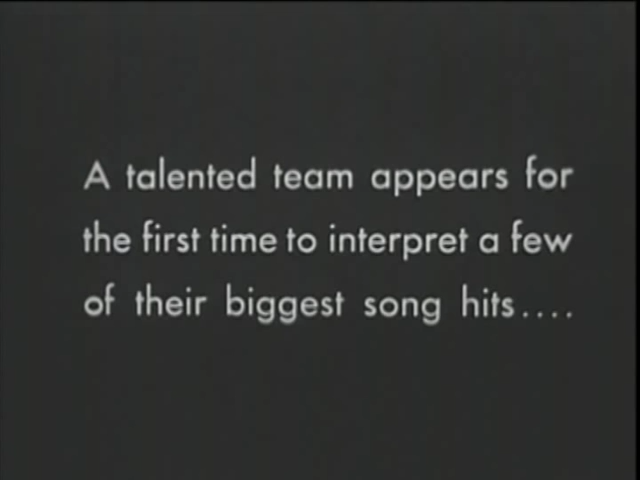 A talented team appears for
the first time to interpret a few
of their biggest song hits....